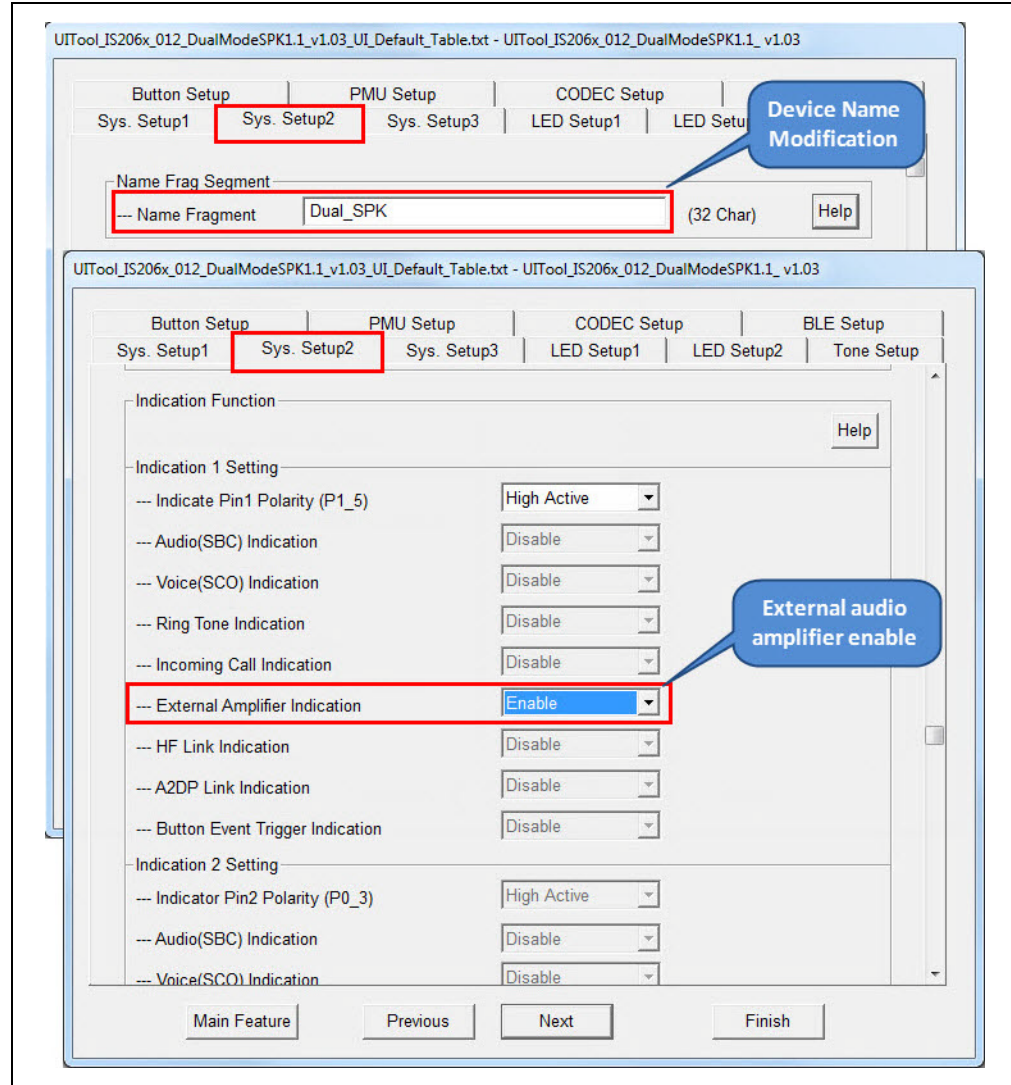 UITool_IS206x_012_DualModeSPK1.1_v1.03_UI_Default_Table.txt - UITool_IS206x_012_DualModeSPK1.1_ v1.03
Button Setup PMU Setup CODEC Setup
Sys. Setup1 Sys. Setup2 Sys. Setup3 LED Setup1 LED Setu
Device Name
Modification
Name Frag Segment
--- Name Fragment Dual_SPK (32 Char) Help
UITool_IS206x_012_DualModeSPK1.1_v1.03_UI_Default_Table.txt - UITool_IS206x_012_DualModeSPK1.1_ v1.03
Button Setup PMU Setup CODEC Setup BLE Setup
Sys. Setup1 Sys. Setup2 Sys. Setup3 LED Setup1 LED Setup2 Tone Setup
Indication Function
Help
Indication 1 Setting
--- Indicate Pin1 Polarity (P1_5) High Active
--- Audio(SBC) Indication Disable
--- Voice(SCO) Indication Disable
--- Ring Tone Indication Disable
--- Incoming Call Indication Disable
External audio
amplifier enable
--- External Amplifier Indication Enable
--- HF Link Indication Disable
--- A2DP Link Indication Disable
--- Button Event Trigger Indication Disable
Indication 2 Setting
--- Indicator Pin2 Polarity (P0_3) High Active
--- Audio(SBC) Indication Disable
--- Voice(SCO) Indication Disable
Main Feature Previous Next Finish